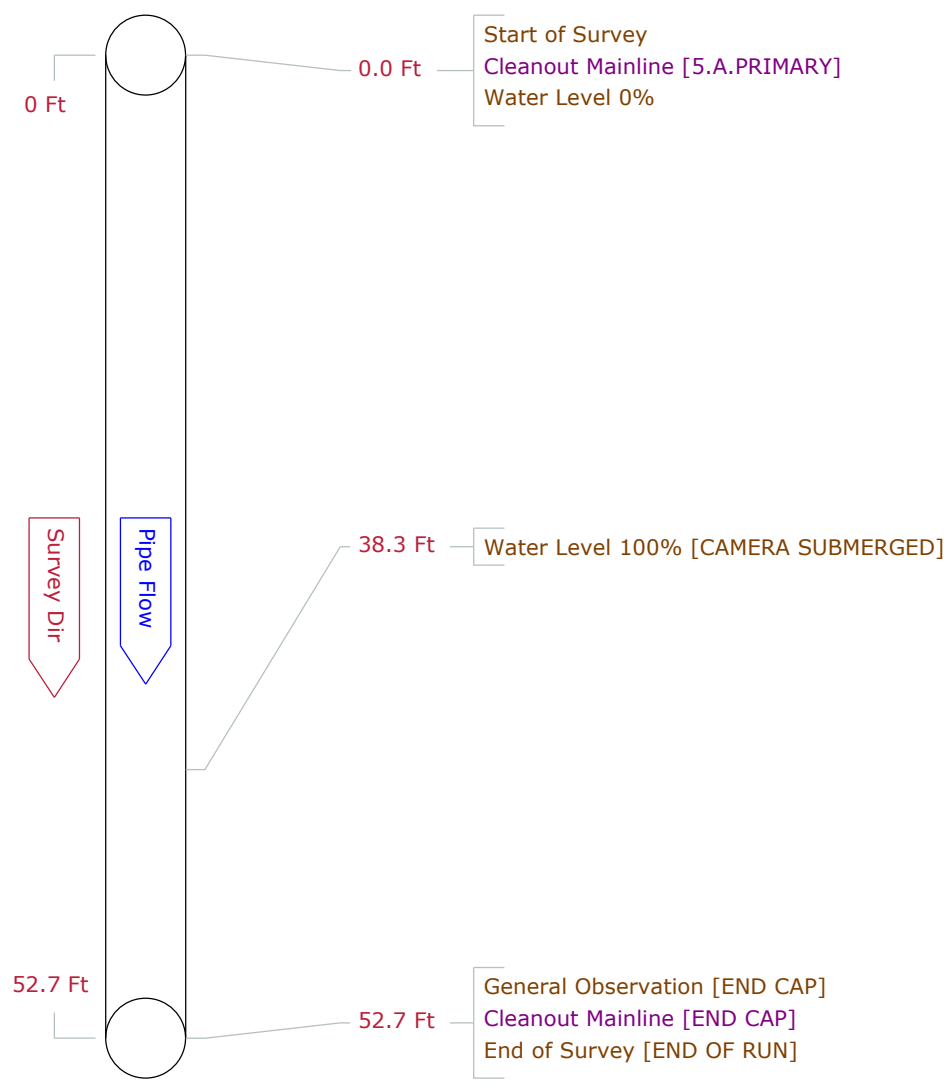 Start of Survey
0.0 Ft
Cleanout Mainline [5.A.PRIMARY]
0 Ft
Water Level 0%
Survey Dir
Pipe Flow
38.3 Ft
Water Level 100% [CAMERA SUBMERGED]
52.7 Ft
General Observation [END CAP]
52.7 Ft
Cleanout Mainline [END CAP]
End of Survey [END OF RUN]